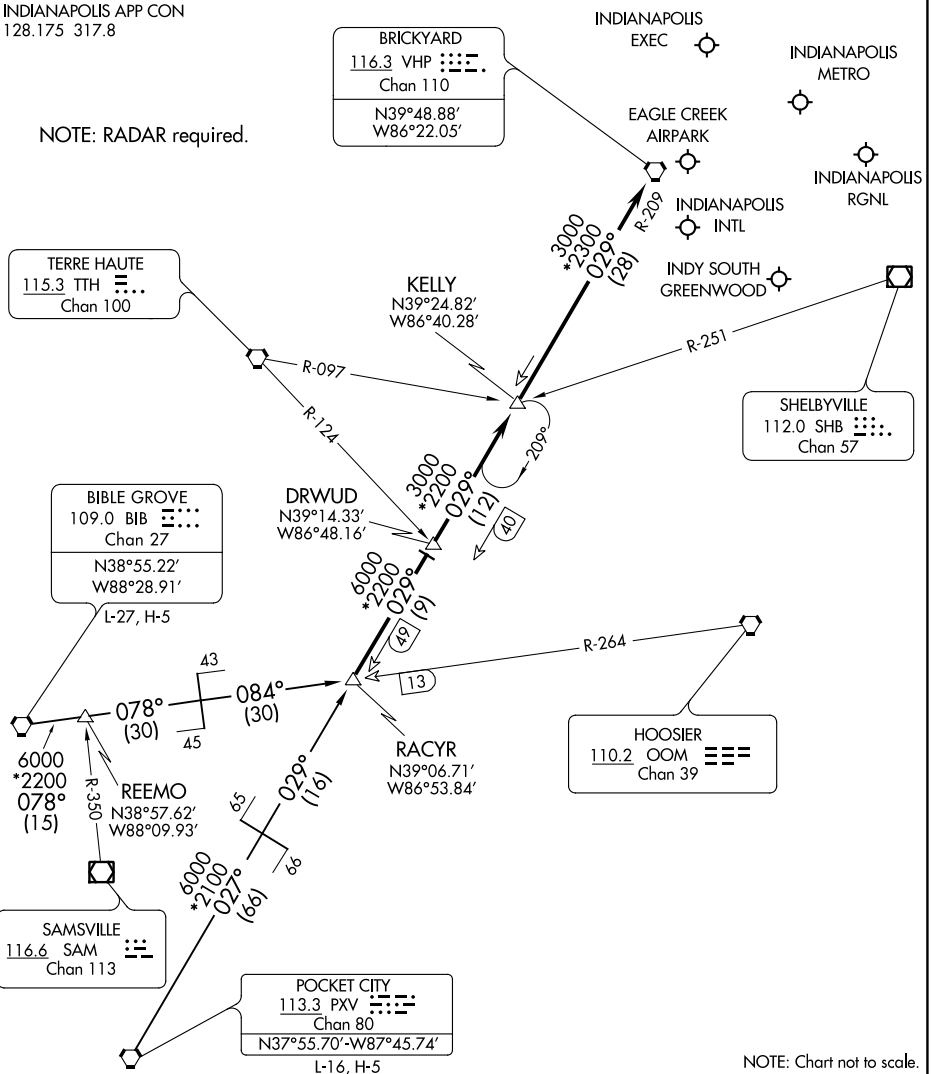 INDIANAPOLIS APP CON
128.175 317.8
NOTE: RADAR required.
BRICKYARD
116.3 VHP
Chan 110
N39°48.88'
W86°22.05'
INDIANAPOLIS
EXEC
INDIANAPOLIS
METRO
EAGLE CREEK
AIRPARK
INDIANAPOLIS
RGNL
INDIANAPOLIS
INTL
INDY SOUTH
GREENWOOD
R-209
3000
*2300
029°
(28)
TERRE HAUTE
115.3 TTH
Chan 100
KELLY
N39°24.82'
W86°40.28'
R-097
R-251
R-124
SHELBYVILLE
112.0 SHB
Chan 57
209°
3000
*2200
029°
(12)
40
DRWUD
N39°14.33'
W86°48.16'
BIBLE GROVE
109.0 BIB
Chan 27
N38°55.22'
W88°28.91'
L-27, H-5
6000
*2200
029°
(9)
49
R-264
13
43
078°
(30)
084°
(30)
45
RACYR
N39°06.71'
W86°53.84'
HOOSIER
110.2 OOM
Chan 39
6000
*2200
078°
(15)
R-350
REEMO
N38°57.62'
W88°09.93'
029°
(16)
65
66
6000
*2100
027°
(66)
SAMSVILLE
116.6 SAM
Chan 113
POCKET CITY
113.3 PXV
Chan 80
N37°55.70'-W87°45.74'
L-16, H-5
NOTE: Chart not to scale.